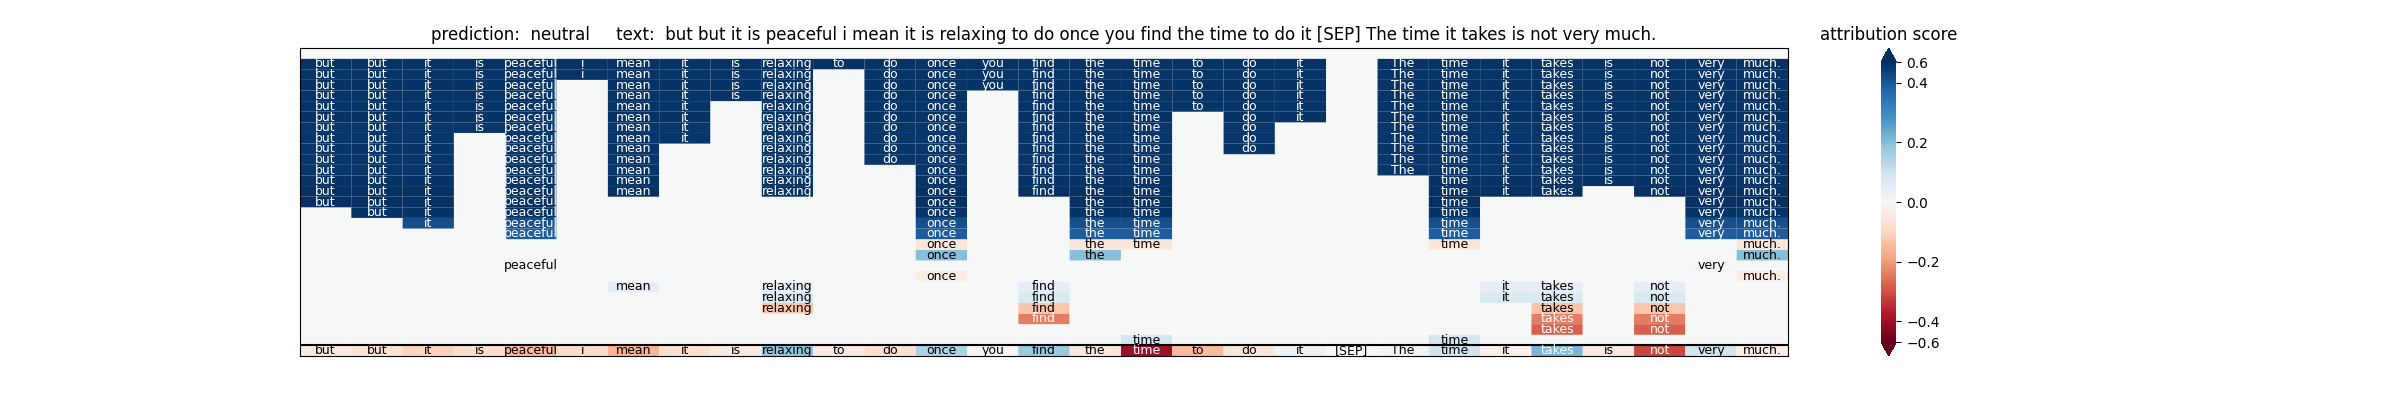 prediction:  neutral     text:  but but it is peaceful i mean it is relaxing to do once you find the time to do it [SEP] The time it takes is not very much.
attribution score
but but it is peaceful i mean it is relaxing to do once you find the time to do it The time it takes is not very much.
but but it is peaceful i mean it is relaxing do once you find the time to do it The time it takes is not very much.
but but it is peaceful mean it is relaxing do once you find the time to do it The time it takes is not very much.
but but it is peaceful mean it is relaxing do once find the time to do it The time it takes is not very much.
but but it is peaceful mean it relaxing do once find the time to do it The time it takes is not very much.
but but it is peaceful mean it relaxing do once find the time do it The time it takes is not very much.
but but it is peaceful mean it relaxing do once find the time do The time it takes is not very much.
but but it peaceful mean it relaxing do once find the time do The time it takes is not very much.
but but it peaceful mean relaxing do once find the time do The time it takes is not very much.
but but it peaceful mean relaxing do once find the time The time it takes is not very much.
but but it peaceful mean relaxing once find the time The time it takes is not very much.
but but it peaceful mean relaxing once find the time time it takes is not very much.
but but it peaceful mean relaxing once find the time time it takes not very much.
but but it peaceful once the time time very much.
but it peaceful once the time time very much.
it peaceful once the time time very much.
peaceful once the time time very much.
once the time time much.
once the much.
peaceful very
once much.
mean relaxing find it takes not
relaxing find it takes not
relaxing find takes not
find takes not
takes not
time time
but but it is peaceful i mean it is relaxing to do once you find the time to do it [SEP] The time it takes is not very much.
0.6
0.4
0.2
0.0
−0.2
−0.4
−0.6